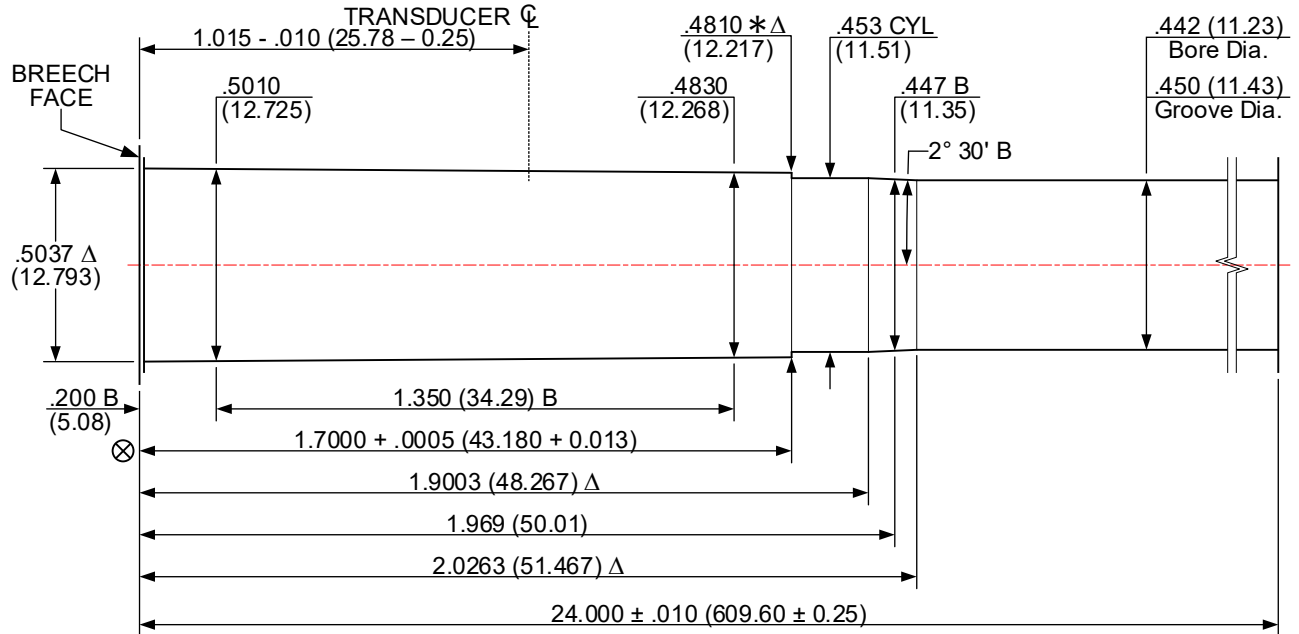 TRANSDUCER ℄
1.015 - .010 (25.78 – 0.25)
.4810 ∗ Δ
(12.217)
.453 CYL
(11.51)
.442 (11.23)
Bore Dia.
BREECH
FACE
.5010
(12.725)
.4830
(12.268)
.447 B
(11.35)
.450 (11.43)
Groove Dia.
2° 30' B
.5037 Δ
(12.793)
.200 B
(5.08)
1.350 (34.29) B
⊗
1.7000 + .0005 (43.180 + 0.013)
1.9003 (48.267) Δ
1.969 (50.01)
2.0263 (51.467) Δ
24.000 ± .010 (609.60 ± 0.25)